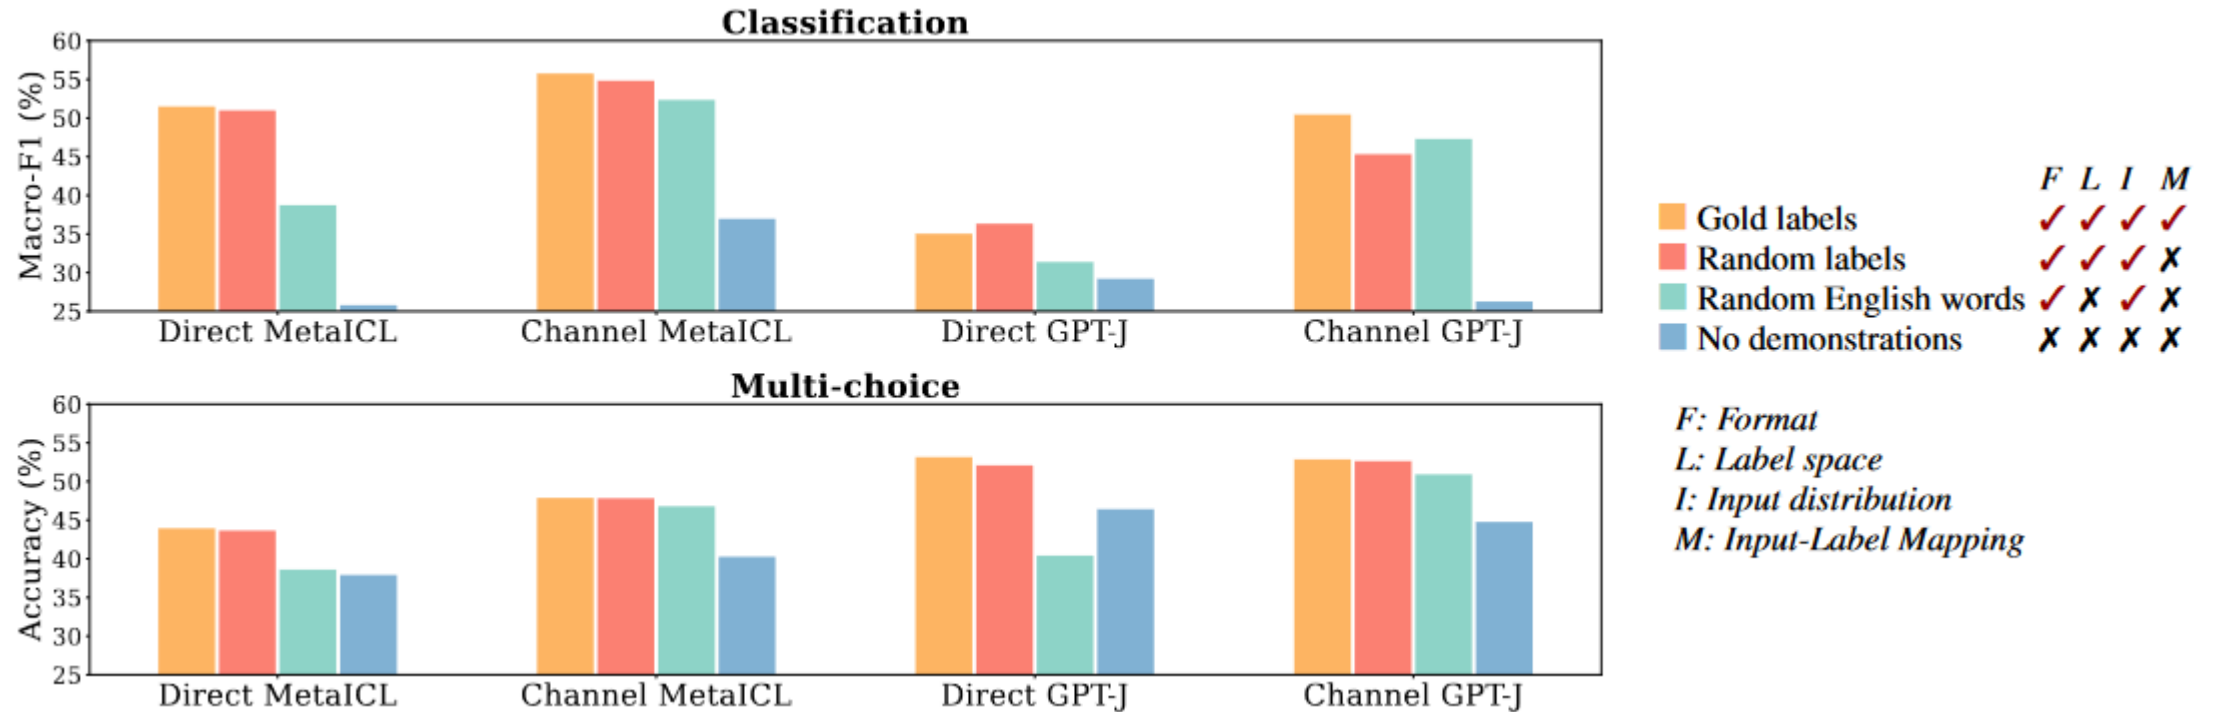 Classification
Macro-F1 (%)
60
55
50
45
40
35
30
25
Direct MetaICL
Channel MetaICL
Direct GPT-J
Channel GPT-J
Multi-choice
Accuracy (%)
60
55
50
45
40
35
30
25
Direct MetaICL
Channel MetaICL
Direct GPT-J
Channel GPT-J
F L I M
Gold labels ✓ ✓ ✓ ✓
Random labels ✓ ✓ ✓ ✗
Random English words ✓ ✗ ✓ ✗
No demonstrations ✗ ✗ ✗ ✗
F: Format
L: Label space
I: Input distribution
M: Input-Label Mapping